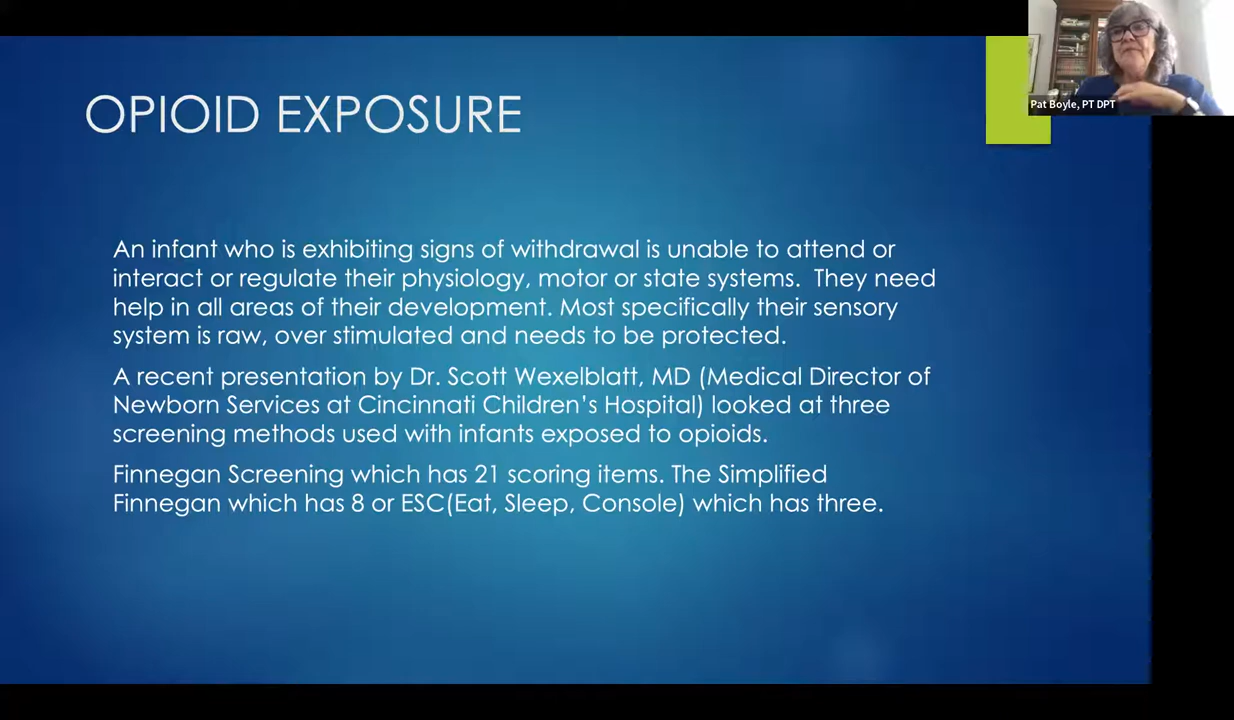 OPIOID EXPOSURE
Pat Boyle, PT DPT
An infant who is exhibiting signs of withdrawal is unable to attend or
interact or regulate their physiology, motor or state systems.  They need
help in all areas of their development. Most specifically their sensory
system is raw, over stimulated and needs to be protected.
A recent presentation by Dr. Scott Wexelblatt, MD (Medical Director of
Newborn Services at Cincinnati Children’s Hospital) looked at three
screening methods used with infants exposed to opioids.
Finnegan Screening which has 21 scoring items. The Simplified
Finnegan which has 8 or ESC(Eat, Sleep, Console) which has three.